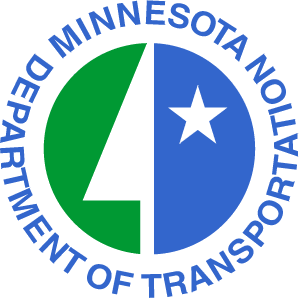 MINNESOTA
DEPARTMENT OF TRANSPORTATION